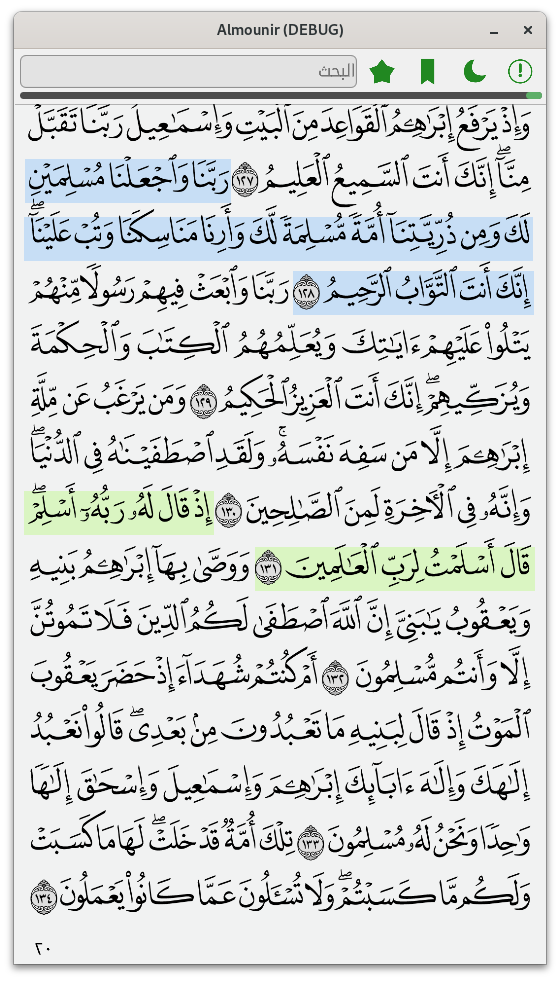 Almounir (DEBUG)
البحث
وَإِذْ يَرْفَعُ إِبْرَٰهِـۧمُ ٱلْقَوَاعِدَ مِنَ ٱلْبَيْتِ وَإِسْمَٰعِيلُ رَبَّنَا تَقَبَّلْ
مِنَّآ ۖ إِنَّكَ أَنتَ ٱلسَّمِيعُ ٱلْعَلِيمُ ١٢٧ رَبَّنَا وَٱجْعَلْنَا مُسْلِمَيْنِ
لَكَ وَمِن ذُرِّيَّتِنَآ أُمَّةً مُّسْلِمَةً لَّكَ وَأَرِنَا مَنَاسِكَنَا وَتُبْ عَلَيْنَآ ۖ
إِنَّكَ أَنتَ ٱلتَّوَّابُ ٱلرَّحِيمُ ١٢٨ رَبَّنَا وَٱبْعَثْ فِيهِمْ رَسُولًا مِّنْهُمْ
يَتْلُوا۟ عَلَيْهِمْ ءَايَٰتِكَ وَيُعَلِّمُهُمُ ٱلْكِتَٰبَ وَٱلْحِكْمَةَ
وَيُزَكِّيهِمْ ۖ إِنَّكَ أَنتَ ٱلْعَزِيزُ ٱلْحَكِيمُ ١٢٩ وَمَن يَرْغَبُ عَن مِّلَّةِ
إِبْرَٰهِـۧمَ إِلَّا مَن سَفِهَ نَفْسَهُۥ ۚ وَلَقَدِ ٱصْطَفَيْنَٰهُ فِى ٱلدُّنْيَا ۖ
وَإِنَّهُۥ فِى ٱلْءَاخِرَةِ لَمِنَ ٱلصَّٰلِحِينَ ١٣٠ إِذْ قَالَ لَهُۥ رَبُّهُۥٓ أَسْلِمْ ۖ
قَالَ أَسْلَمْتُ لِرَبِّ ٱلْعَٰلَمِينَ ١٣١ وَوَصَّىٰ بِهَآ إِبْرَٰهِـۧمُ بَنِيهِ
وَيَعْقُوبُ يَٰبَنِىَّ إِنَّ ٱللَّهَ ٱصْطَفَىٰ لَكُمُ ٱلدِّينَ فَلَا تَمُوتُنَّ
إِلَّا وَأَنتُم مُّسْلِمُونَ ١٣٢ أَمْ كُنتُمْ شُهَدَآءَ إِذْ حَضَرَ يَعْقُوبَ
ٱلْمَوْتُ إِذْ قَالَ لِبَنِيهِ مَا تَعْبُدُونَ مِنۢ بَعْدِى ۖ قَالُوا۟ نَعْبُدُ
إِلَٰهَكَ وَإِلَٰهَ ءَابَآئِكَ إِبْرَٰهِـۧمَ وَإِسْمَٰعِيلَ وَإِسْحَٰقَ إِلَٰهًا
وَٰحِدًا وَنَحْنُ لَهُۥ مُسْلِمُونَ ١٣٣ تِلْكَ أُمَّةٌ قَدْ خَلَتْ ۖ لَهَا مَا كَسَبَتْ
وَلَكُم مَّا كَسَبْتُمْ ۖ وَلَا تُسْـَٔلُونَ عَمَّا كَانُوا۟ يَعْمَلُونَ ١٣٤
٢٠